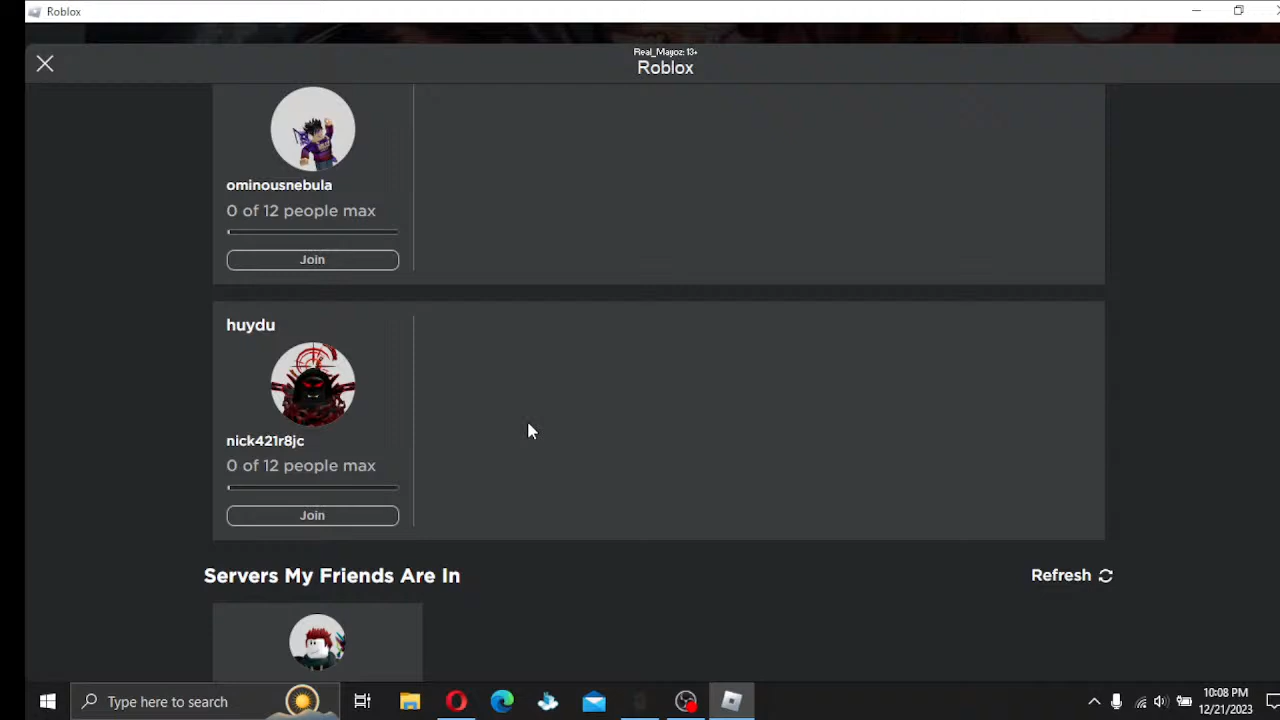 Roblox
Real_Mayoz: 13+
Roblox
ominousnebula
0 of 12 people max
Join
huydu
nick421r8jc
0 of 12 people max
Join
Servers My Friends Are In
Refresh
Type here to search
10:08 PM
12/21/2023